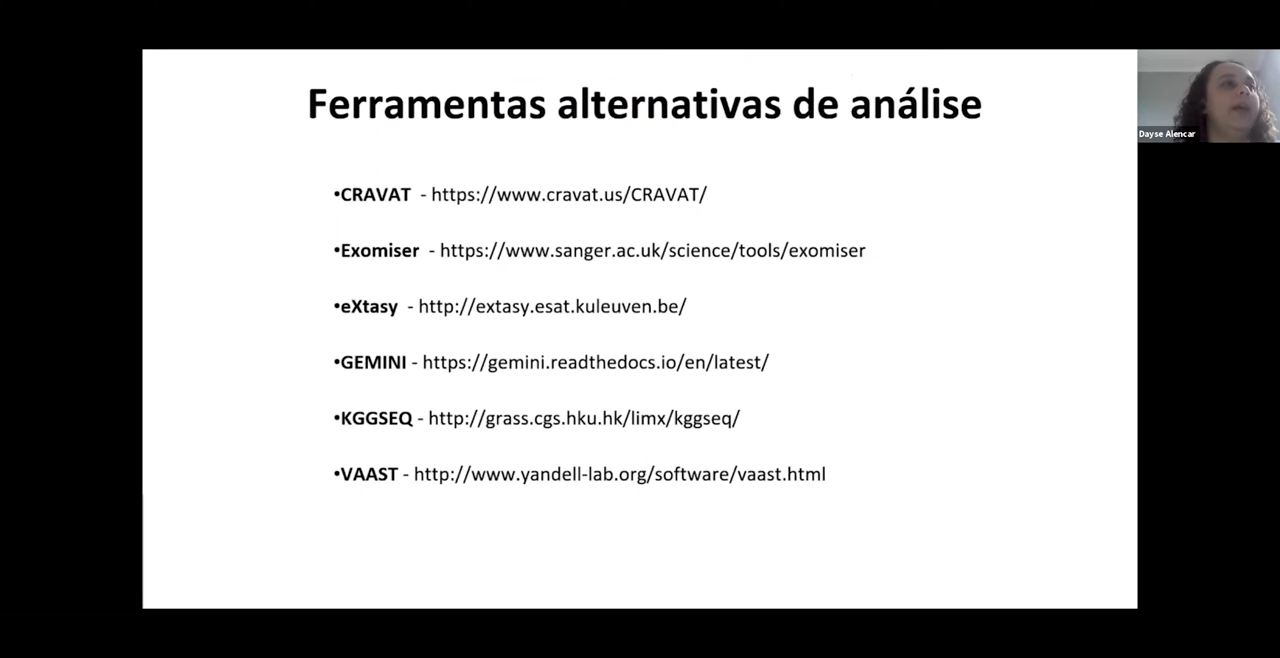 Ferramentas alternativas de análise
Dayse Alencar
•CRAVAT - https://www.cravat.us/CRAVAT/
•Exomiser - https://www.sanger.ac.uk/science/tools/exomiser
•eXtasy - http://extasy.esat.kuleuven.be/
•GEMINI - https://gemini.readthedocs.io/en/latest/
•KGGSEQ - http://grass.cgs.hku.hk/limx/kggseq/
•VAAST - http://www.yandell-lab.org/software/vaast.html